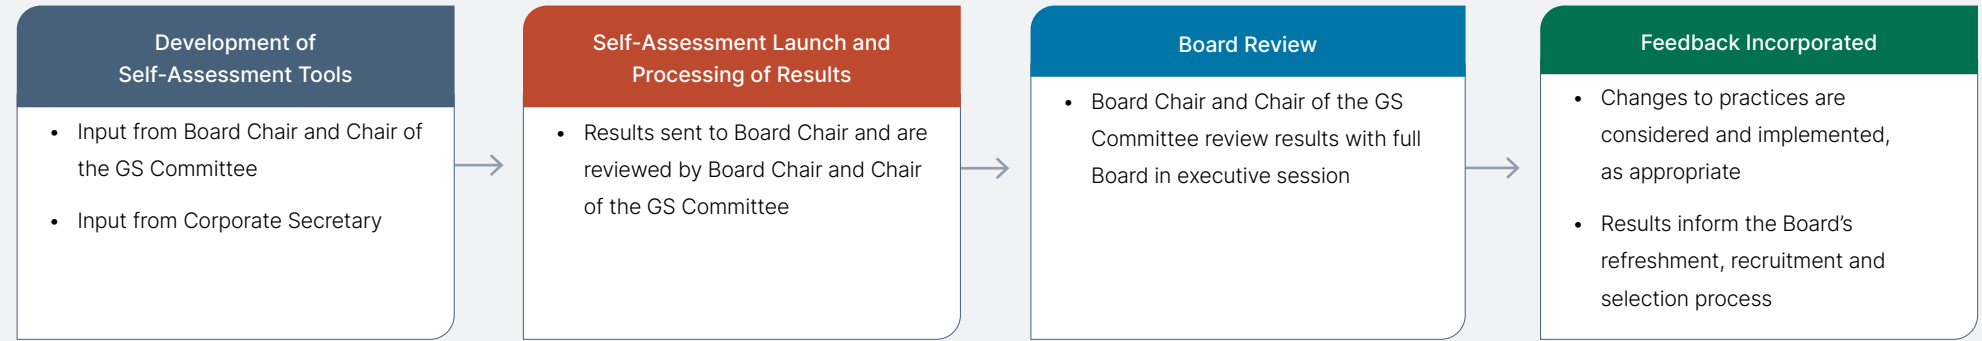 Development of
Self-Assessment Tools
• Input from Board Chair and Chair of
the GS Committee
• Input from Corporate Secretary
Self-Assessment Launch and
Processing of Results
• Results sent to Board Chair and are
reviewed by Board Chair and Chair
of the GS Committee
Board Review
• Board Chair and Chair of the GS
Committee review results with full
Board in executive session
Feedback Incorporated
• Changes to practices are
considered and implemented,
as appropriate
• Results inform the Board’s
refreshment, recruitment and
selection process